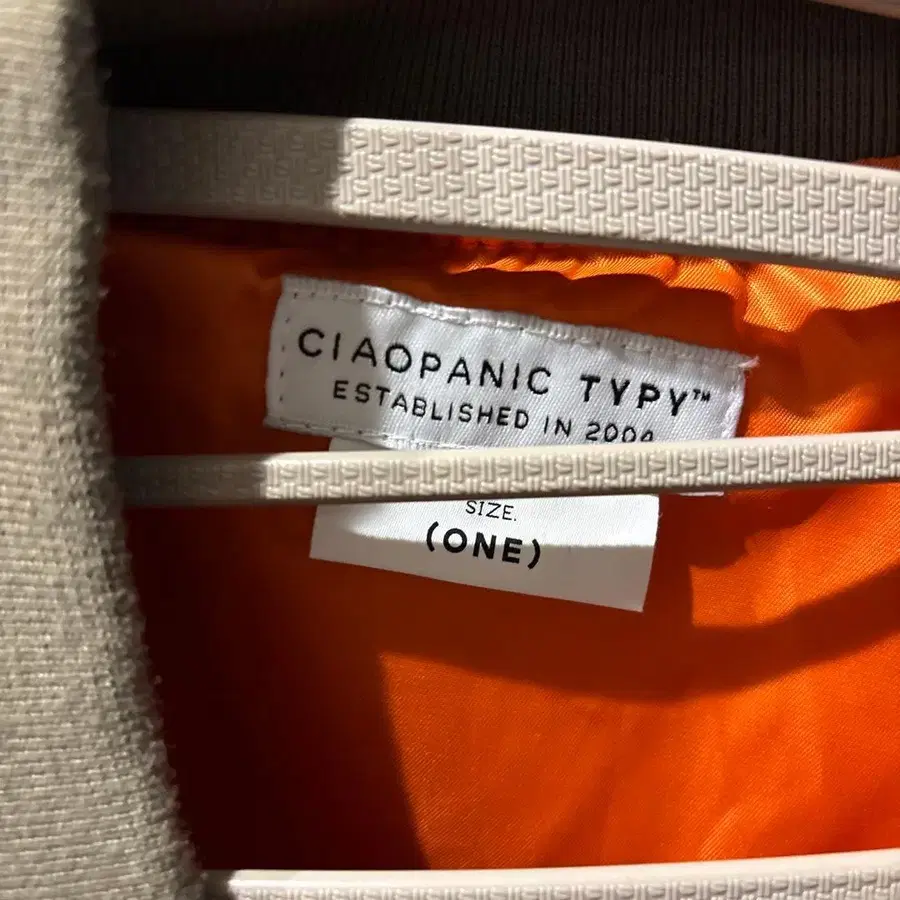 CIAOPANIC TYPY™
ESTABLISHED IN 2004
SIZE.
(ONE)